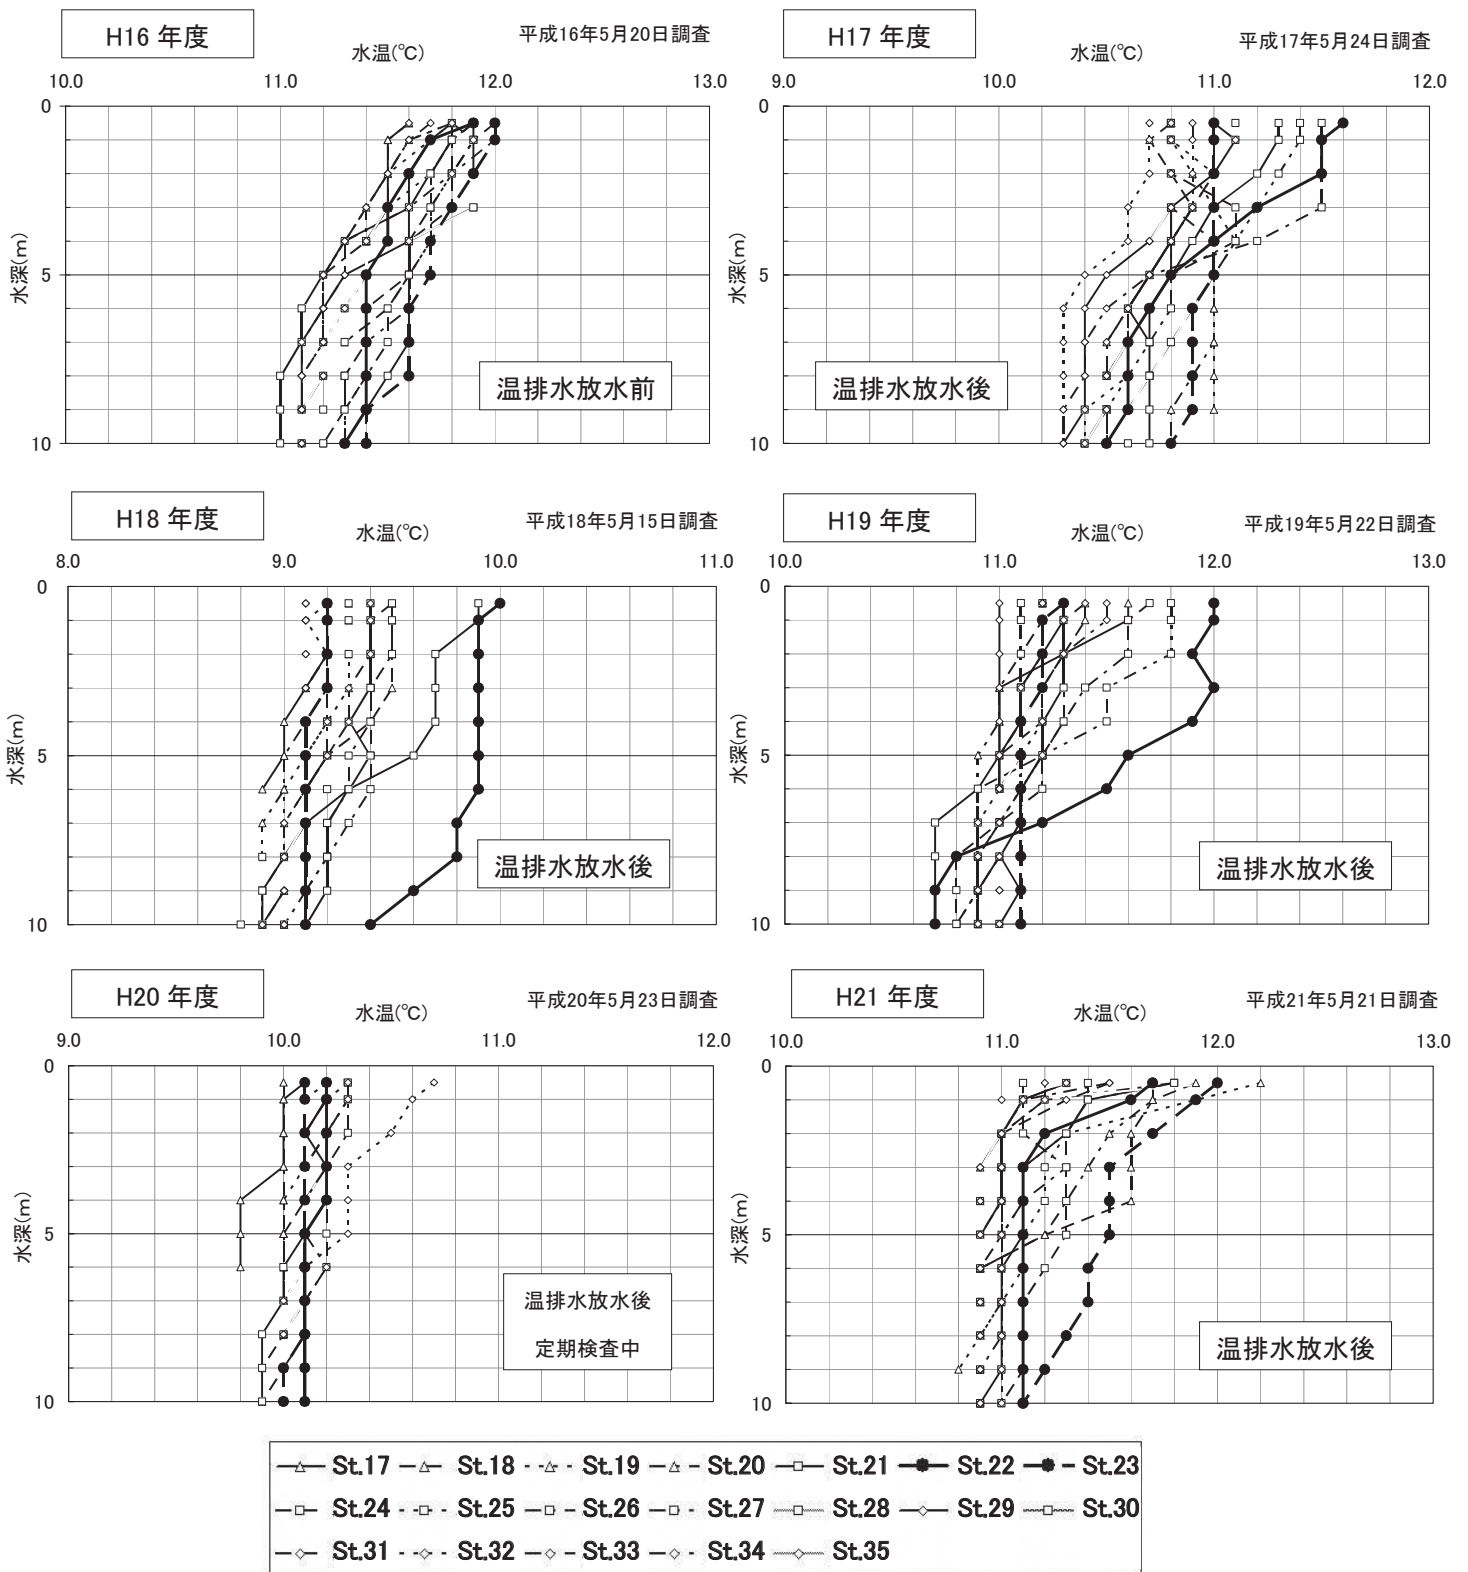 H16 年度
平成16年5月20日調査
水温(℃)
10.0 11.0 12.0 13.0
0
5
10
水深(m)
温排水放水前
H17 年度
平成17年5月24日調査
水温(℃)
9.0 10.0 11.0 12.0
0
5
10
水深(m)
温排水放水後
H18 年度
平成18年5月15日調査
水温(℃)
8.0 9.0 10.0 11.0
0
5
10
水深(m)
温排水放水後
H19 年度
平成19年5月22日調査
水温(℃)
10.0 11.0 12.0 13.0
0
5
10
水深(m)
温排水放水後
H20 年度
平成20年5月23日調査
水温(℃)
9.0 10.0 11.0 12.0
0
5
10
水深(m)
温排水放水後
定期検査中
H21 年度
平成21年5月21日調査
水温(℃)
10.0 11.0 12.0 13.0
0
5
10
水深(m)
温排水放水後
St.17 St.18 St.19 St.20 St.21 St.22 St.23
St.24 St.25 St.26 St.27 St.28 St.29 St.30
St.31 St.32 St.33 St.34 St.35